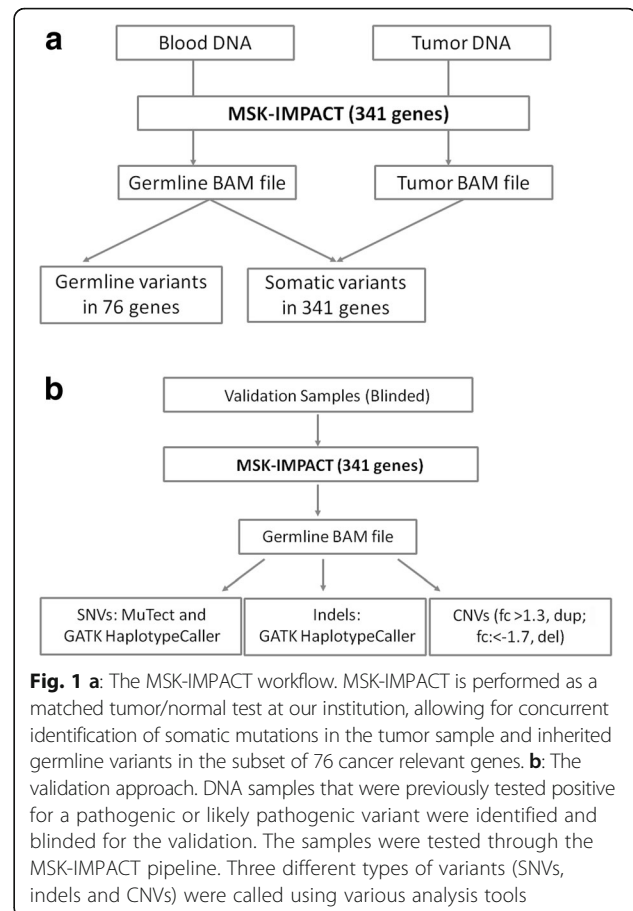 a
Blood DNA
Tumor DNA
MSK-IMPACT (341 genes)
Germline BAM file
Tumor BAM file
Germline variants
in 76 genes
Somatic variants
in 341 genes
b
Validation Samples (Blinded)
MSK-IMPACT (341 genes)
Germline BAM file
SNVs: MuTect and
GATK HaplotypeCaller
Indels:
GATK HaplotypeCaller
CNVs (fc >1.3, dup;
fc:<-1.7, del)
Fig. 1 a: The MSK-IMPACT workflow. MSK-IMPACT is performed as a
matched tumor/normal test at our institution, allowing for concurrent
identification of somatic mutations in the tumor sample and inherited
germline variants in the subset of 76 cancer relevant genes. b: The
validation approach. DNA samples that were previously tested positive
for a pathogenic or likely pathogenic variant were identified and
blinded for the validation. The samples were tested through the
MSK-IMPACT pipeline. Three different types of variants (SNVs,
indels and CNVs) were called using various analysis tools